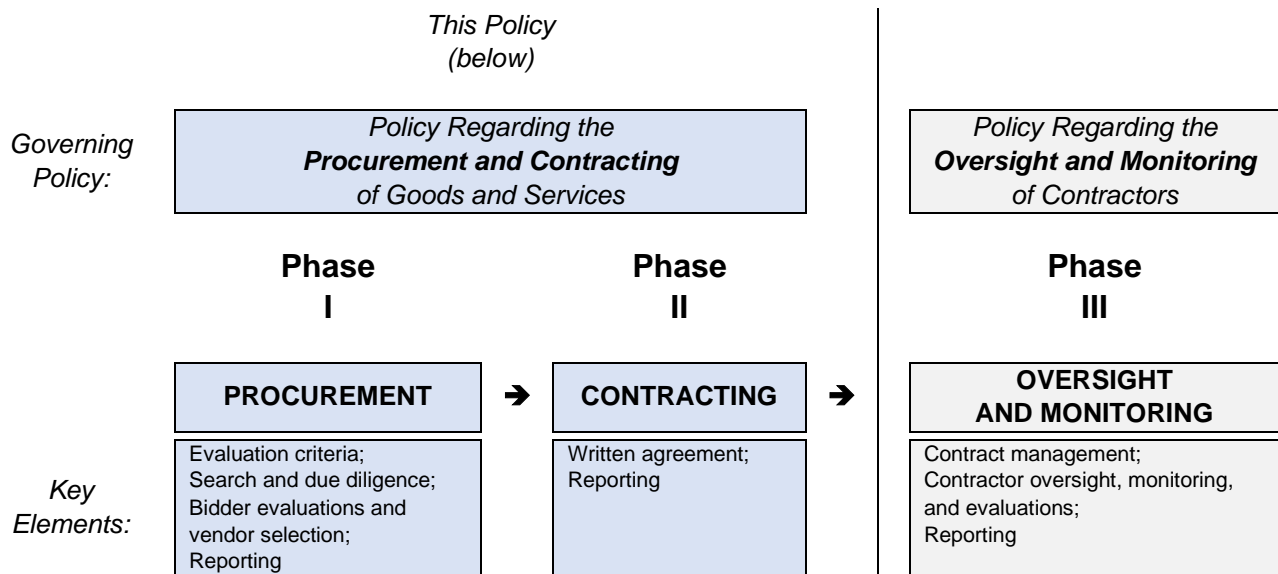 This Policy
(below)
Governing
Policy:
Policy Regarding the
Procurement and Contracting
of Goods and Services
Policy Regarding the
Oversight and Monitoring
of Contractors
Phase
I
Phase
II
Phase
III
PROCUREMENT
➔
CONTRACTING
➔
OVERSIGHT
AND MONITORING
Key
Elements:
Evaluation criteria;
Search and due diligence;
Bidder evaluations and
vendor selection;
Reporting
Written agreement;
Reporting
Contract management;
Contractor oversight, monitoring,
and evaluations;
Reporting